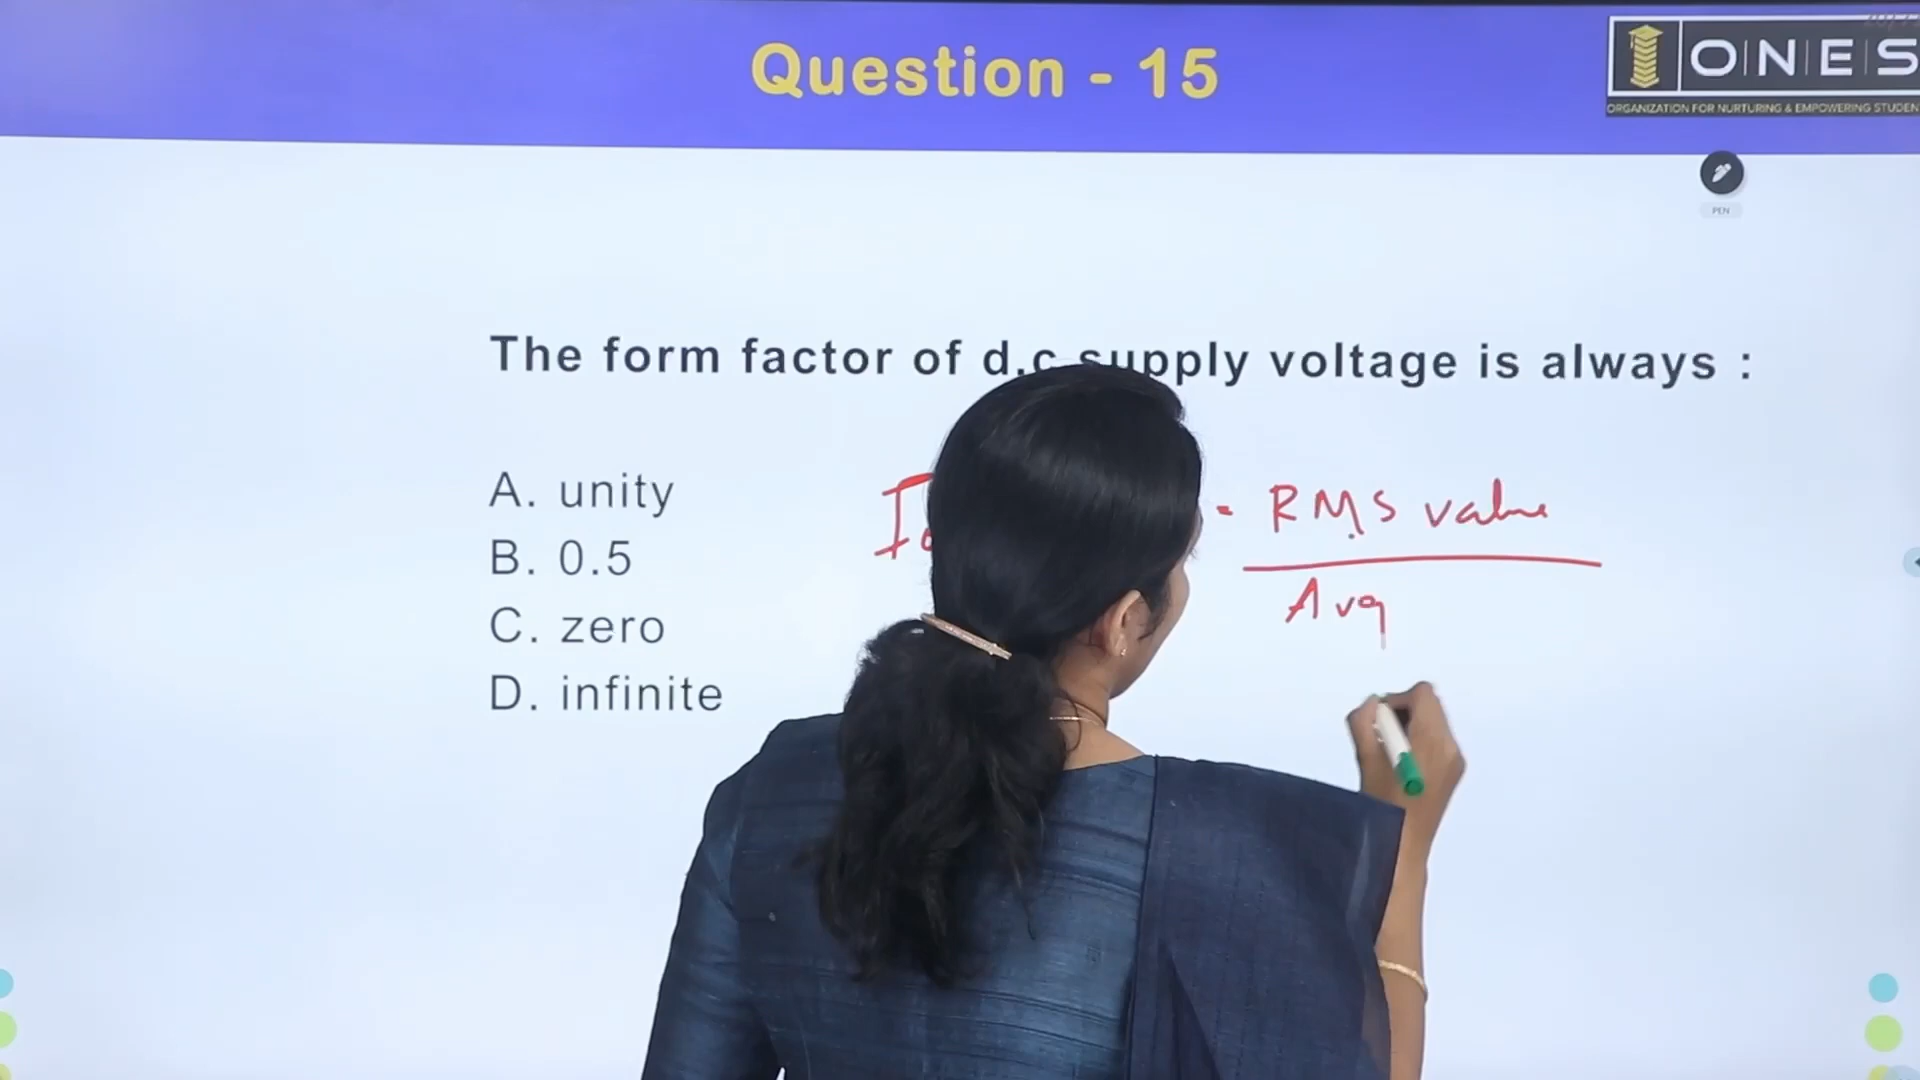 Question - 15
ONES
ORGANIZATION FOR NURTURING & EMPOWERING STUDEN
PEN
The form factor of d.c supply voltage is always :
A. unity
B. 0.5
C. zero
D. infinite
= RMS value
Avg